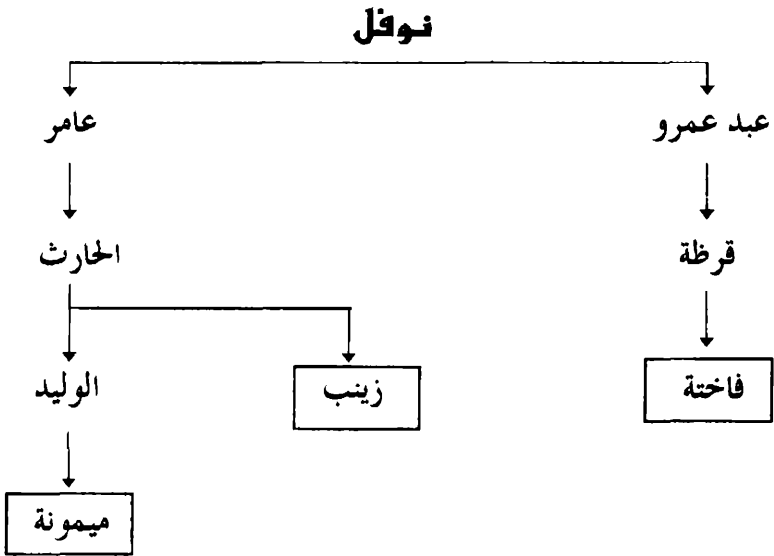 نوفل
عبد عمرو
عامر
قرظة
الحارث
فاختة
زينب
الوليد
ميمونة